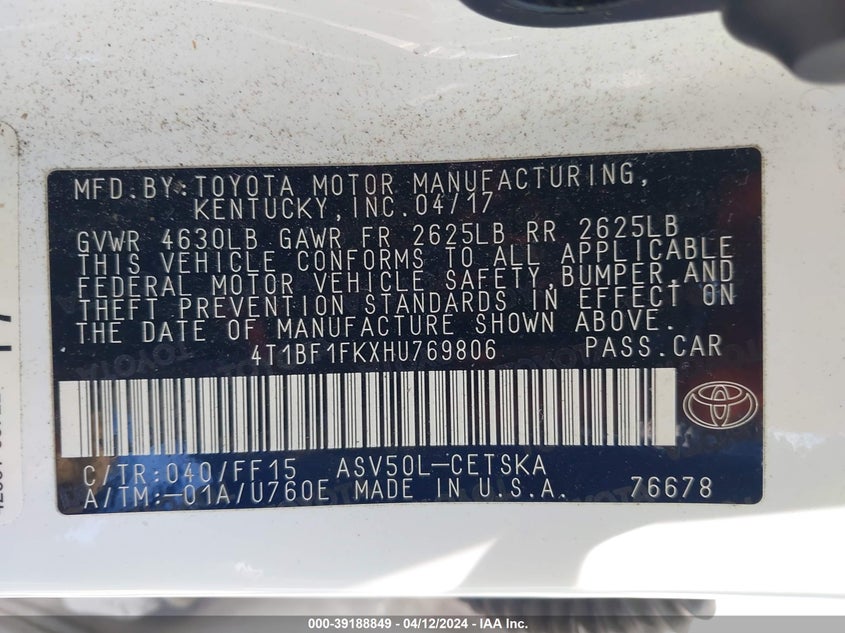 MFD.BY:TOYOTA MOTOR MANUFACTURING,
KENTUCKY,INC.04/17
GVWR 4630LB GAWR FR 2625LB RR 2625LB
THIS VEHICLE CONFORMS TO ALL APPLICABLE
FEDERAL MOTOR VEHICLE SAFETY,BUMPER,AND
THEFT PREVENTION STANDARDS IN EFFECT ON
THE DATE OF MANUFACTURE SHOWN ABOVE.
4T1BF1FKXHU769806 PASS.CAR
C/TR:040/FF15 ASV50L-CETSKA
A/TM:-01A/U760E MADE IN U.S.A. 76678
000-39188849 - 04/12/2024 - IAA Inc.